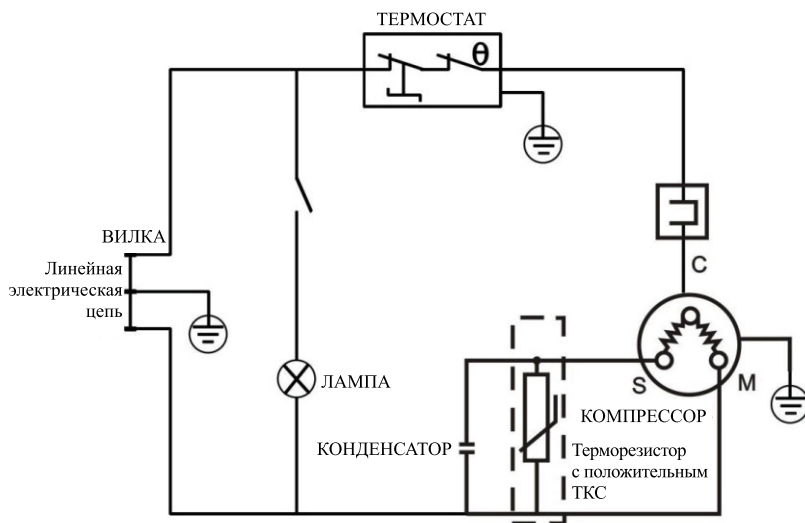 ТЕРМОСТАТ
θ
ВИЛКА
Линейная
электрическая
цепь
C
ЛАМПА
S
M
КОМПРЕССОР
КОНДЕНСАТОР
Терморезистор
с положительным
ТКС